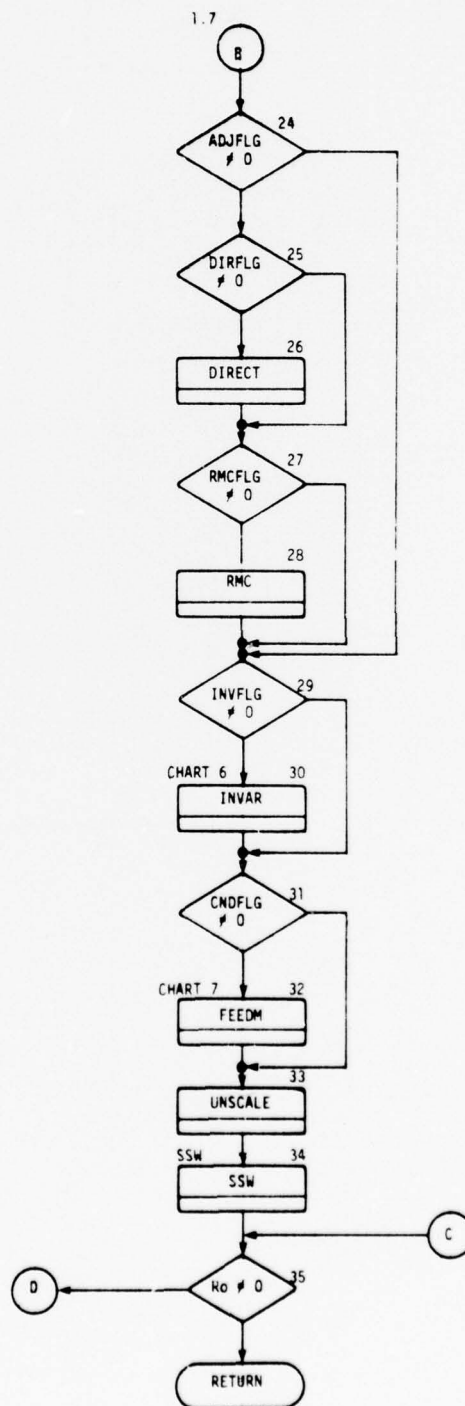 1.7
B
24
ADJFLG
≠ 0
25
DIRFLG
≠ 0
26
DIRECT
27
RMCFLG
≠ 0
28
RMC
29
INVFLG
≠ 0
CHART 6
30
INVAR
31
CNDFLG
≠ 0
CHART 7
32
FEEDM
33
UNSCALE
SSW
34
SSW
C
35
Ro ≠ 0
D
RETURN